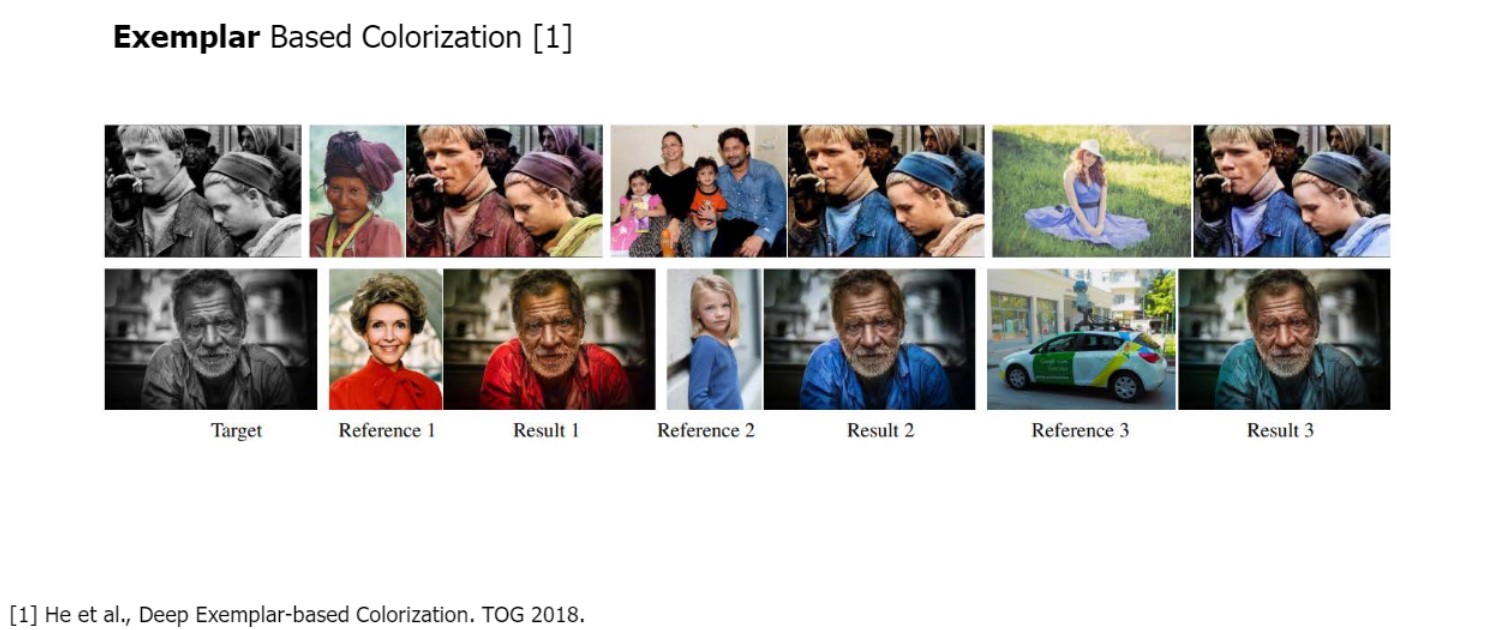 Exemplar Based Colorization [1]
Target
Reference 1
Result 1
Reference 2
Result 2
Reference 3
Result 3
[1] He et al., Deep Exemplar-based Colorization. TOG 2018.